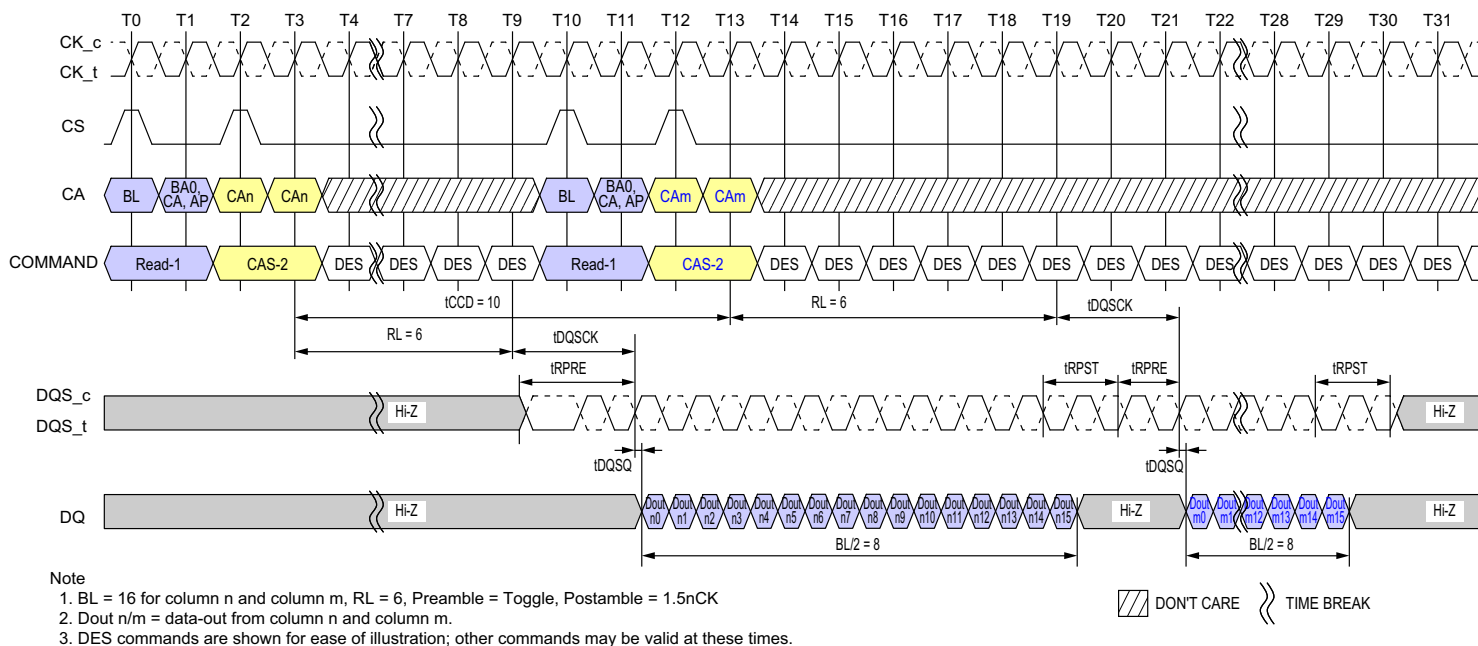 T0 T1 T2 T3 T4 T7 T8 T9 T10 T11 T12 T13 T14 T15 T16 T17 T18 T19 T20 T21 T22 T28 T29 T30 T31
CK_c
CK_t
CS
CA BL BA0, CA, AP CAn CAn BL BA0, CA, AP CAm CAm
COMMAND Read-1 CAS-2 DES DES DES DES Read-1 CAS-2 DES DES DES DES DES DES DES DES DES DES DES DES DES
tCCD = 10 RL = 6 tDQSCK
RL = 6 tDQSCK
tRPRE tRPST tRPRE tRPST
DQS_c
DQS_t
Hi-Z Hi-Z
tDQSQ tDQSQ
DQ Hi-Z Dout n0 Dout n1 Dout n2 Dout n3 Dout n4 Dout n5 Dout n6 Dout n7 Dout n8 Dout n9 Dout n10 Dout n11 Dout n12 Dout n13 Dout n14 Dout n15 Hi-Z Dout m0 Dout m1 Dout m12 Dout m13 Dout m14 Dout m15 Hi-Z
BL/2 = 8 BL/2 = 8
Note
1. BL = 16 for column n and column m, RL = 6, Preamble = Toggle, Postamble = 1.5nCK
2. Dout n/m = data-out from column n and column m.
3. DES commands are shown for ease of illustration; other commands may be valid at these times.
DON'T CARE TIME BREAK